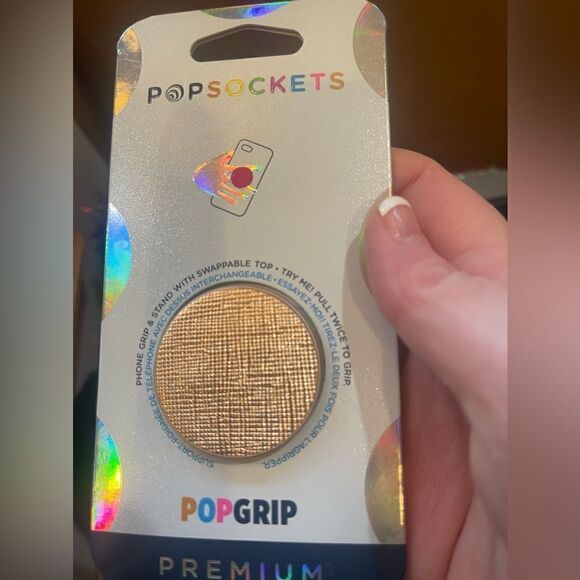 POPSOCKETS
PHONE GRIP & STAND WITH SWAPPABLE TOP • TRY ME! PULL TWICE TO GRIP.
SUPPORT-POIGNÉE DE TÉLÉPHONE AVEC DESSUS INTERCHANGEABLE • ESSAYEZ-MOI! TIREZ-LE DEUX FOIS POUR L'AGRIPPER.
POPGRIP
PREMIUM